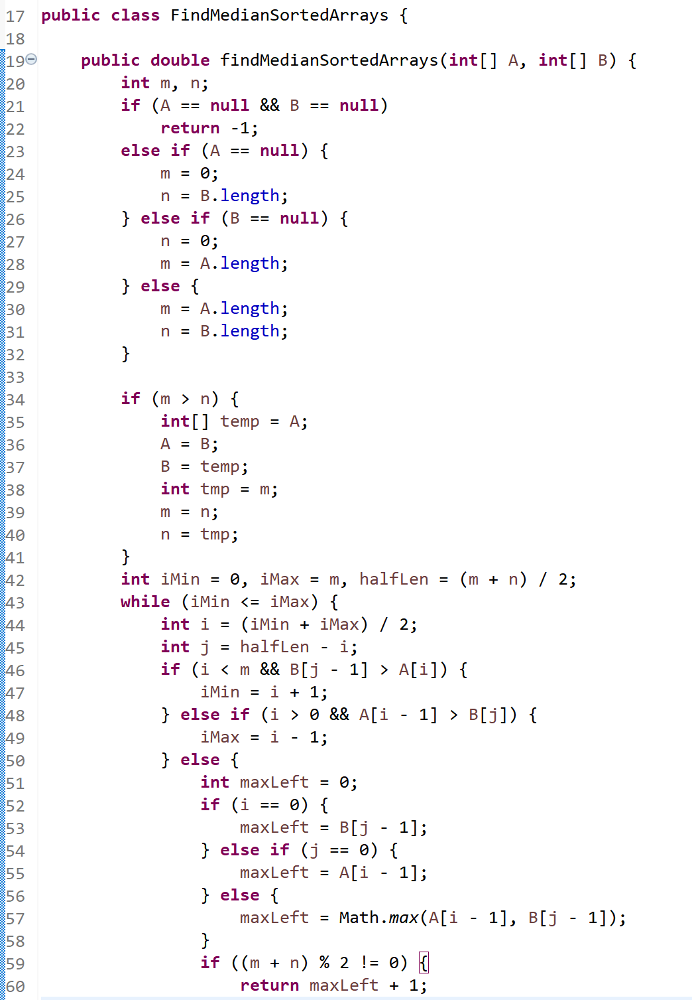 17 public class FindMedianSortedArrays {
18
19 public double findMedianSortedArrays(int[] A, int[] B) {
20 int m, n;
21 if (A == null && B == null)
22 return -1;
23 else if (A == null) {
24 m = 0;
25 n = B.length;
26 } else if (B == null) {
27 n = 0;
28 m = A.length;
29 } else {
30 m = A.length;
31 n = B.length;
32 }
33
34 if (m > n) {
35 int[] temp = A;
36 A = B;
37 B = temp;
38 int tmp = m;
39 m = n;
40 n = tmp;
41 }
42 int iMin = 0, iMax = m, halfLen = (m + n) / 2;
43 while (iMin <= iMax) {
44 int i = (iMin + iMax) / 2;
45 int j = halfLen - i;
46 if (i < m && B[j - 1] > A[i]) {
47 iMin = i + 1;
48 } else if (i > 0 && A[i - 1] > B[j]) {
49 iMax = i - 1;
50 } else {
51 int maxLeft = 0;
52 if (i == 0) {
53 maxLeft = B[j - 1];
54 } else if (j == 0) {
55 maxLeft = A[i - 1];
56 } else {
57 maxLeft = Math.max(A[i - 1], B[j - 1]);
58 }
59 if ((m + n) % 2 != 0) {
60 return maxLeft + 1;